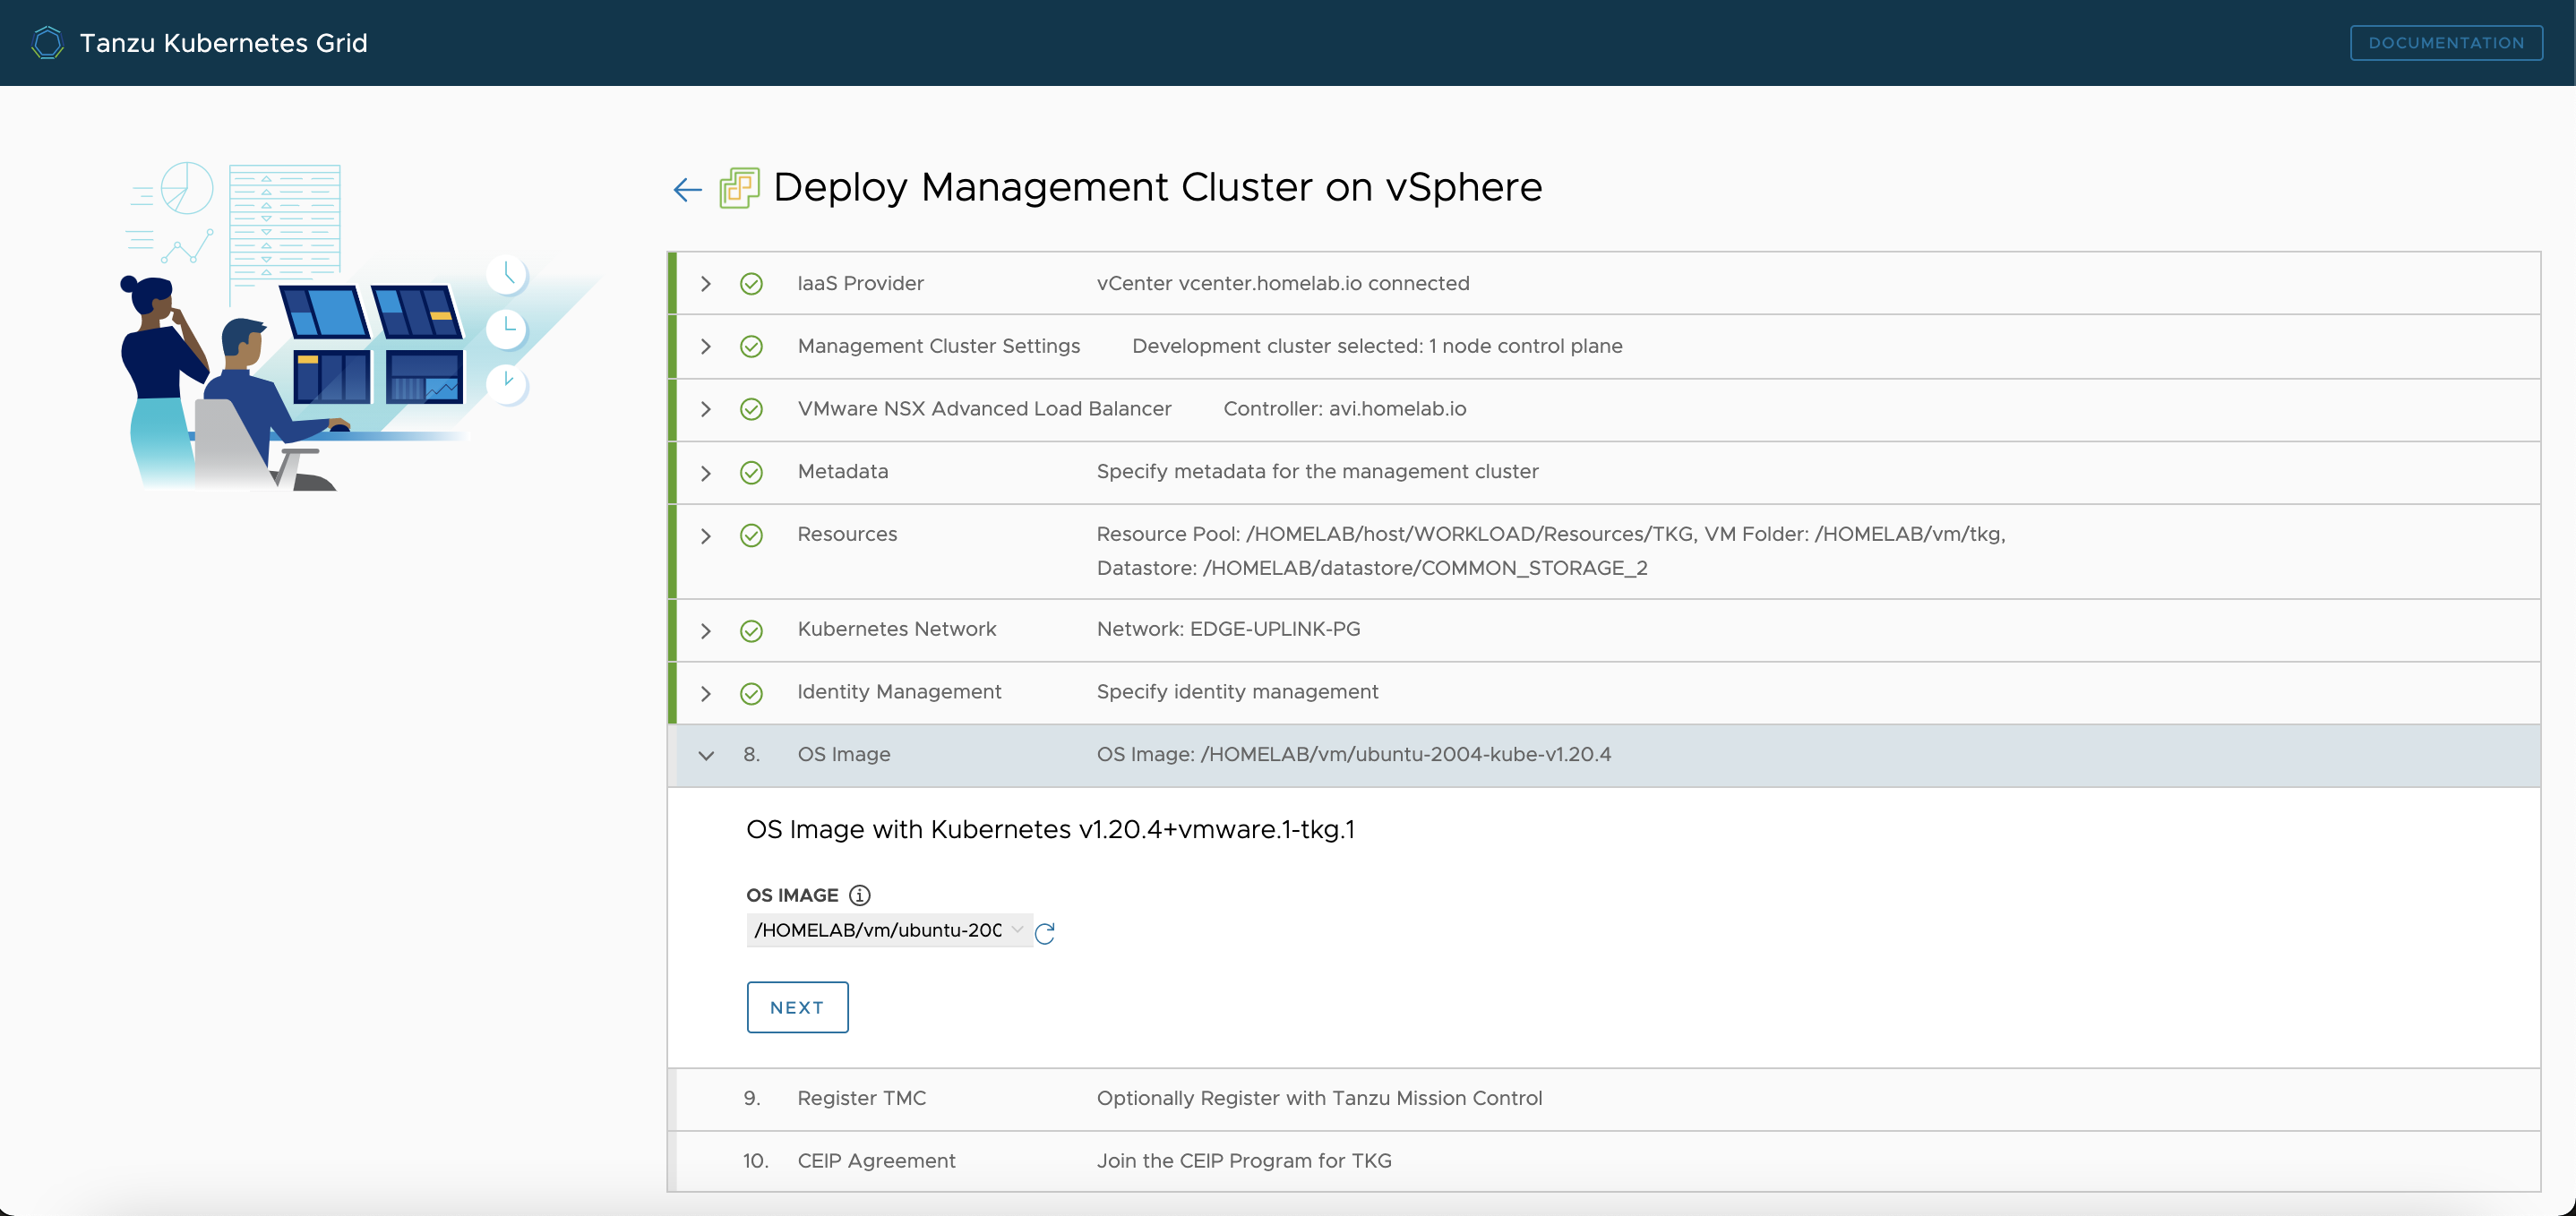 Tanzu Kubernetes Grid
DOCUMENTATION
Deploy Management Cluster on vSphere
IaaS Provider vCenter vcenter.homelab.io connected
Management Cluster Settings Development cluster selected: 1 node control plane
VMware NSX Advanced Load Balancer Controller: avi.homelab.io
Metadata Specify metadata for the management cluster
Resources Resource Pool: /HOMELAB/host/WORKLOAD/Resources/TKG, VM Folder: /HOMELAB/vm/tkg,
Datastore: /HOMELAB/datastore/COMMON_STORAGE_2
Kubernetes Network Network: EDGE-UPLINK-PG
Identity Management Specify identity management
8. OS Image OS Image: /HOMELAB/vm/ubuntu-2004-kube-v1.20.4
OS Image with Kubernetes v1.20.4+vmware.1-tkg.1
OS IMAGE
/HOMELAB/vm/ubuntu-200
NEXT
9. Register TMC Optionally Register with Tanzu Mission Control
10. CEIP Agreement Join the CEIP Program for TKG